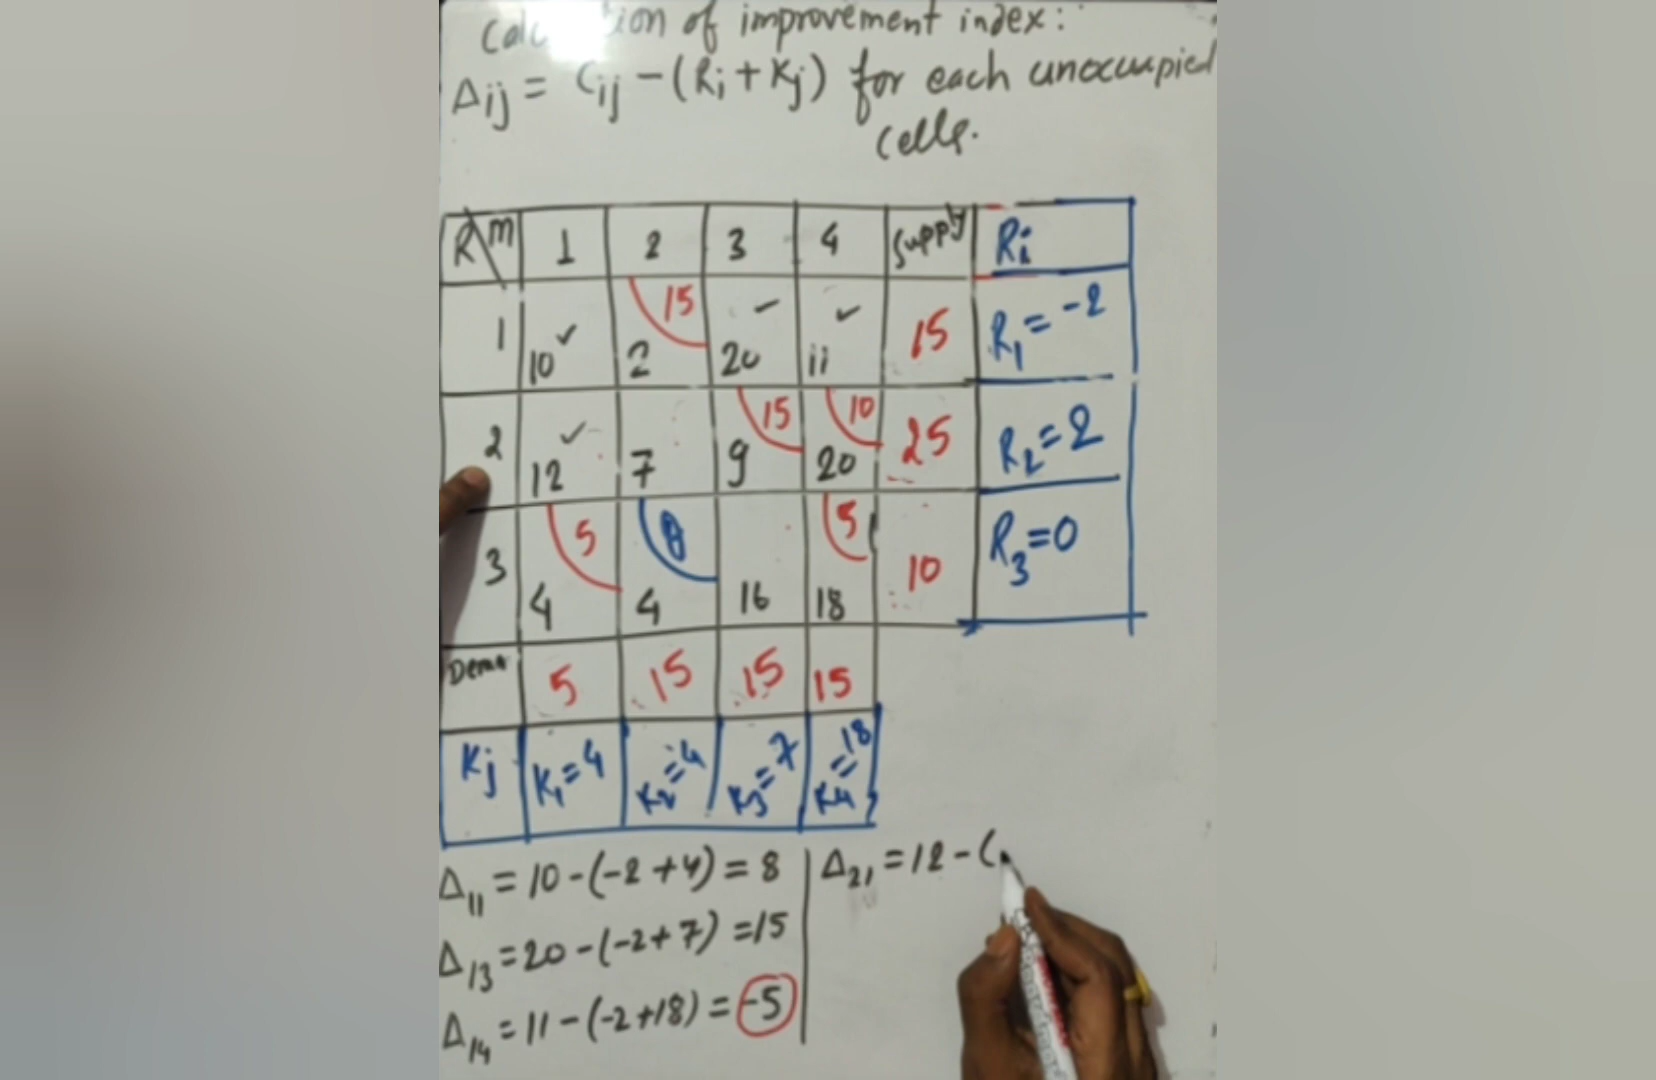 Calculation of improvement index:
Δij = Cij - (Ri + Kj) for each unoccupied
cells.
R\m 1 2 3 4 Supply Ri
15
1 10 ✓ 2 20 ✓ 11 ✓ 15 R1 = -2
15 10
2 12 ✓ 7 9 20 25 R2 = 2
5 θ 5
3 4 4 16 18 10 R3 = 0
5 15 15 15
Kj K1 = 4 K2 = 4 K3 = 7 K4 = 18
Δ11 = 10 - (-2 + 4) = 8
Δ13 = 20 - (-2 + 7) = 15
Δ14 = 11 - (-2 + 18) = -5
Δ21 = 12 - (